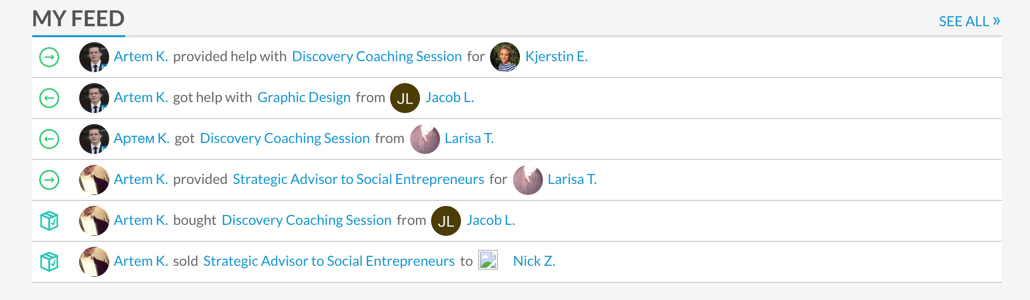 MY FEED
SEE ALL »
Artem K. provided help with Discovery Coaching Session for Kjerstin E.
Artem K. got help with Graphic Design from JL Jacob L.
Артем K. got Discovery Coaching Session from Larisa T.
Artem K. provided Strategic Advisor to Social Entrepreneurs for Larisa T.
Artem K. bought Discovery Coaching Session from JL Jacob L.
Artem K. sold Strategic Advisor to Social Entrepreneurs to Nick Z.